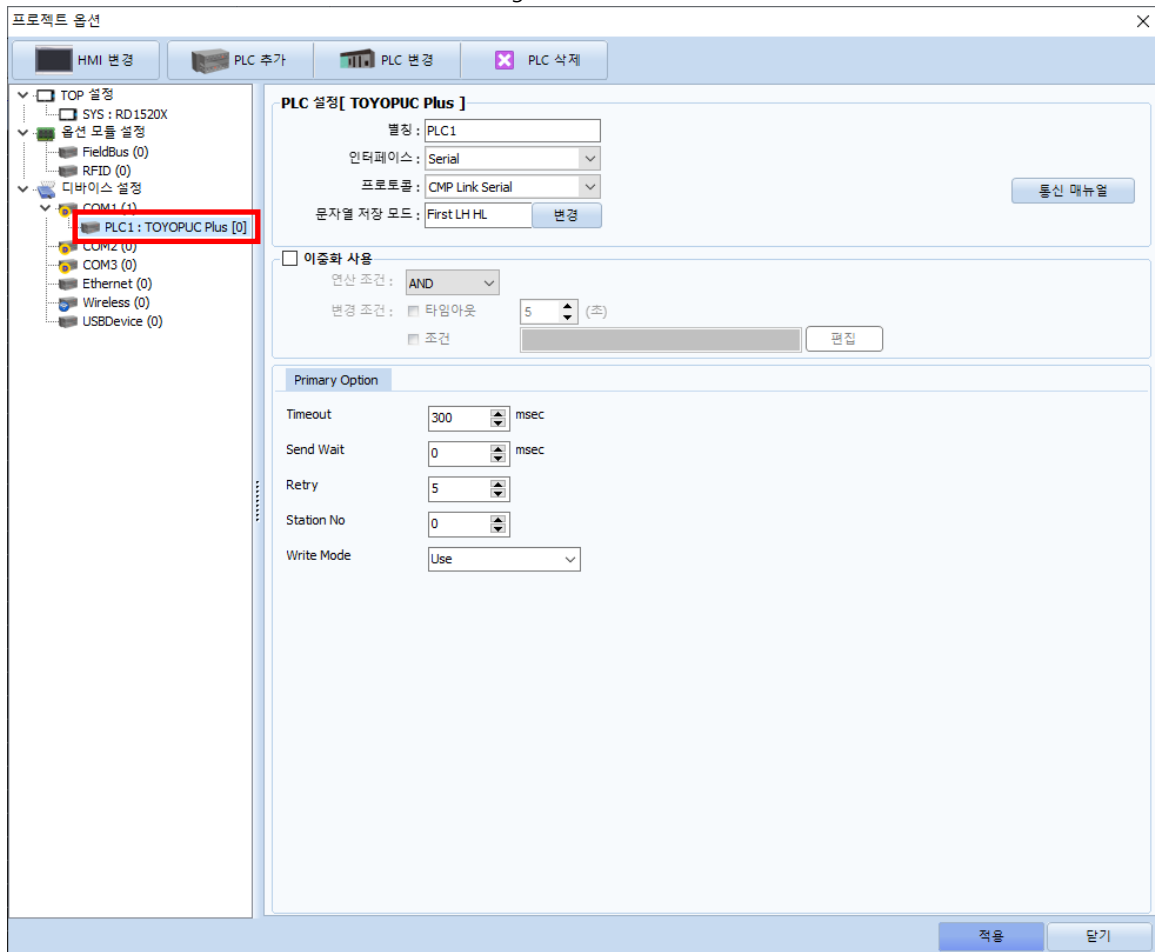 프로젝트 옵션
HMI 변경
PLC 추가
PLC 변경
PLC 삭제
TOP 설정
SYS : RD1520X
옵션 모듈 설정
FieldBus (0)
RFID (0)
디바이스 설정
COM1 (1)
PLC1 : TOYOPUC Plus [0]
COM2 (0)
COM3 (0)
Ethernet (0)
Wireless (0)
USBDevice (0)
PLC 설정[ TOYOPUC Plus ]
별칭 : PLC1
인터페이스 : Serial
프로토콜 : CMP Link Serial
통신 매뉴얼
문자열 저장 모드 : First LH HL 변경
이중화 사용
연산 조건 : AND
변경 조건 : 타임아웃 5 (초)
조건 편집
Primary Option
Timeout 300 msec
Send Wait 0 msec
Retry 5
Station No 0
Write Mode Use
적용 닫기